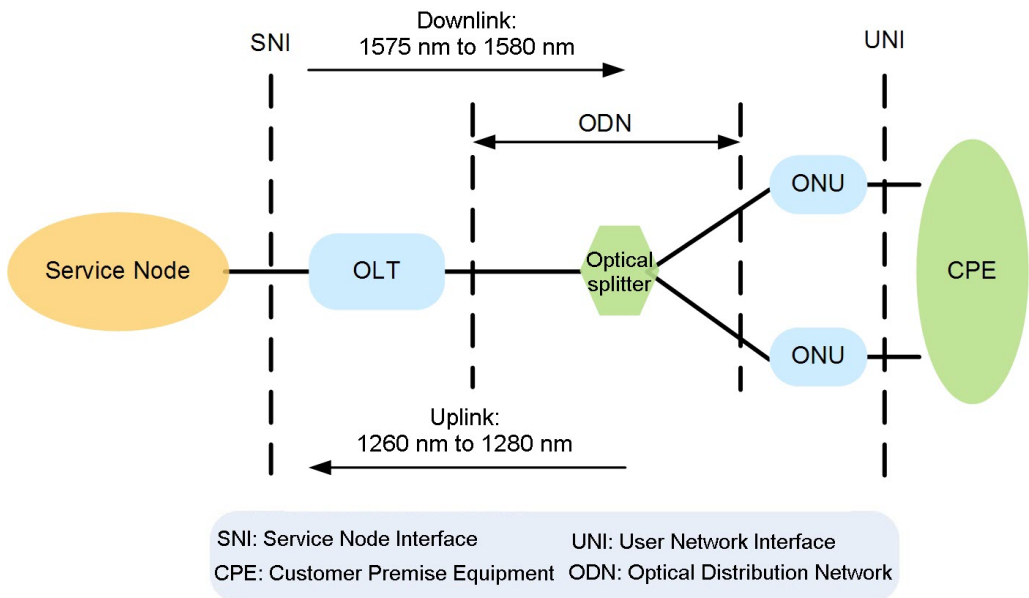 Downlink:
1575 nm to 1580 nm
SNI
UNI
ODN
ONU
Service Node
OLT
Optical
splitter
CPE
ONU
Uplink:
1260 nm to 1280 nm
SNI: Service Node Interface
UNI: User Network Interface
CPE: Customer Premise Equipment
ODN: Optical Distribution Network